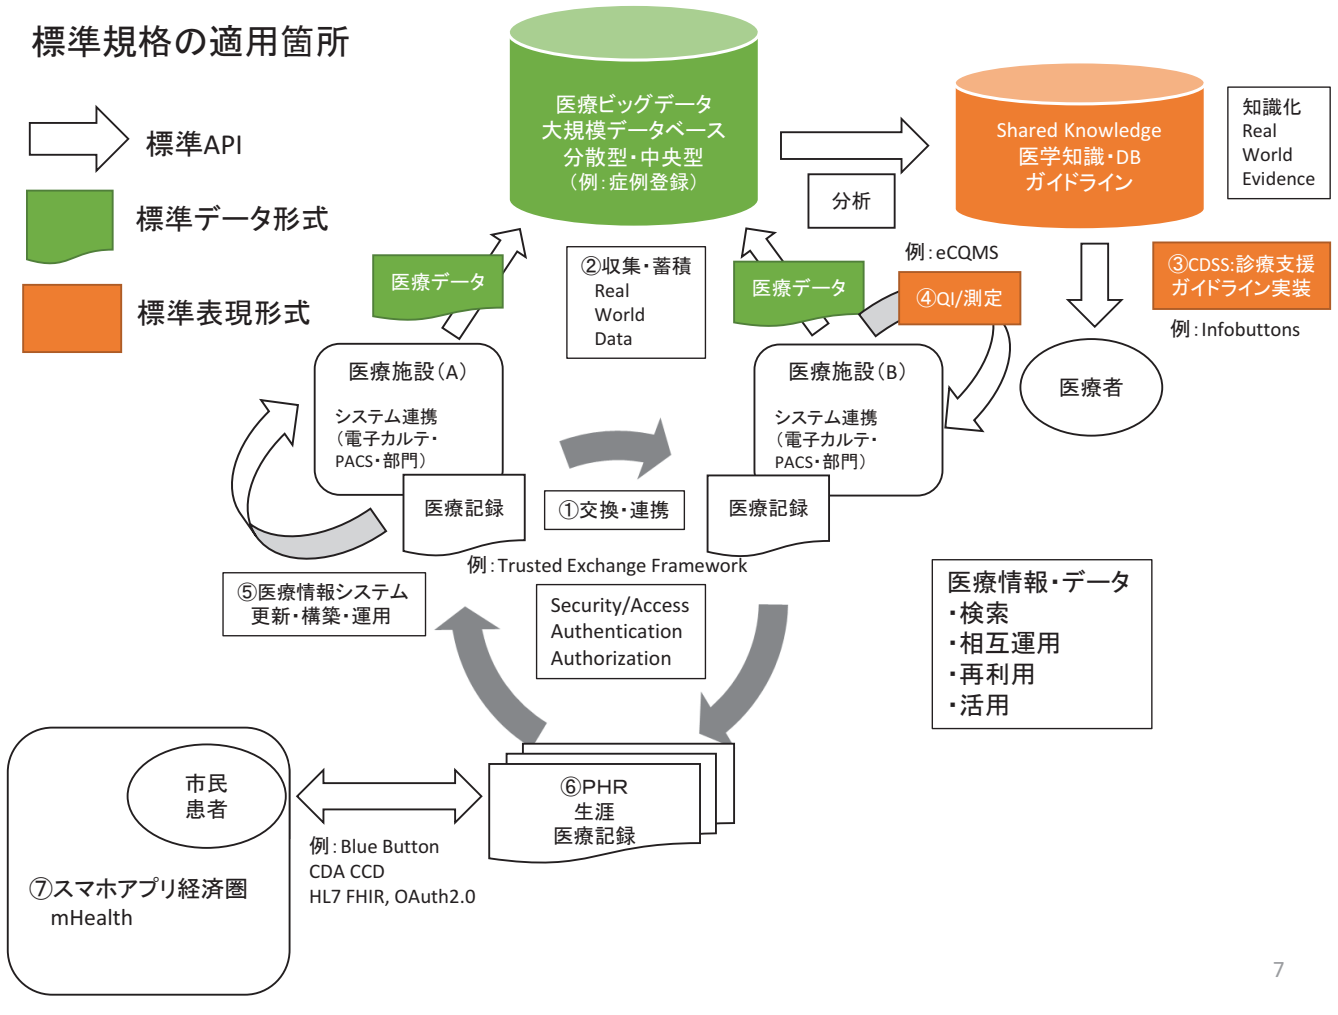 標準規格の適用箇所
標準API
標準データ形式
標準表現形式
医療ビッグデータ
大規模データベース
分散型・中央型
（例：症例登録）
分析
Shared Knowledge
医学知識・DB
ガイドライン
知識化
Real
World
Evidence
医療データ
②収集・蓄積
Real
World
Data
医療データ
例：eCQMS
④QI/測定
③CDSS:診療支援
ガイドライン実装
例：Infobuttons
医療者
医療施設（A）
システム連携
（電子カルテ・
PACS・部門）
医療記録
医療施設（B）
システム連携
（電子カルテ・
PACS・部門）
医療記録
①交換・連携
例：Trusted Exchange Framework
Security/Access
Authentication
Authorization
⑤医療情報システム
更新・構築・運用
医療情報・データ
・検索
・相互運用
・再利用
・活用
市民
患者
⑦スマホアプリ経済圏
mHealth
例：Blue Button
CDA CCD
HL7 FHIR, OAuth2.0
⑥PHR
生涯
医療記録
7